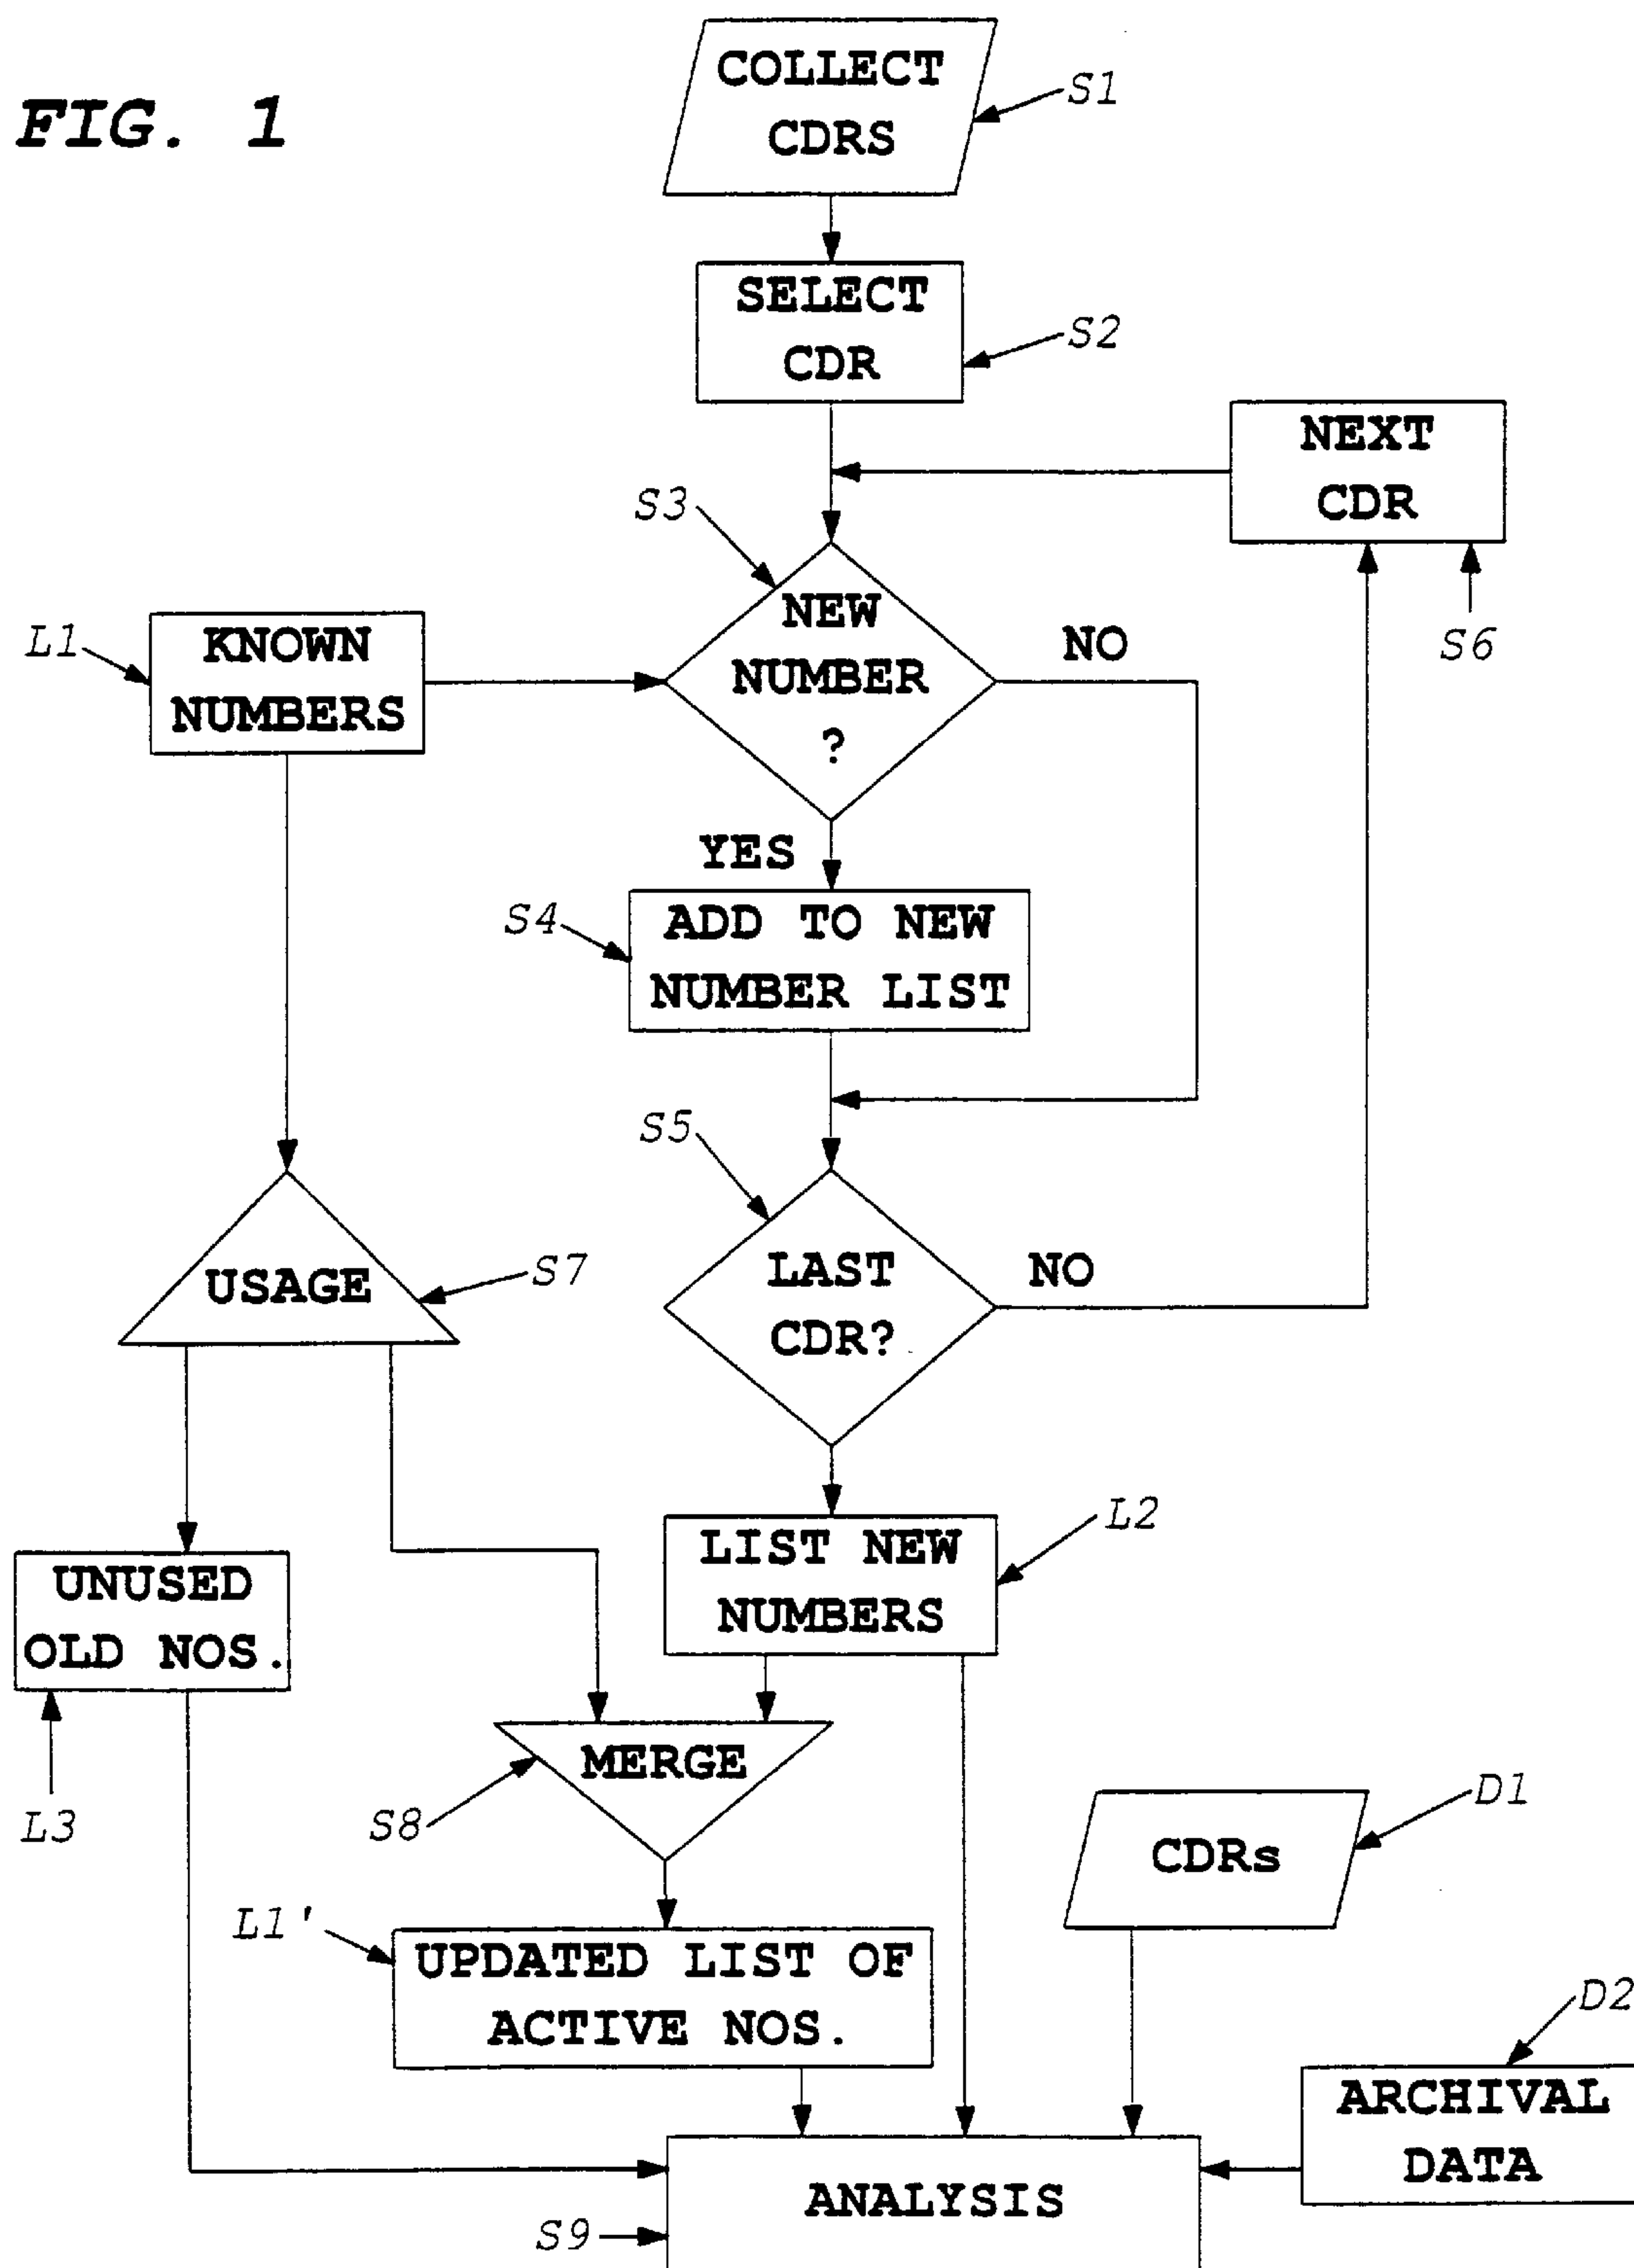 FIG. 1
COLLECT
CDRS
S1
SELECT
CDR
S2
NEXT
CDR
S6
S3
NEW
NUMBER
?
NO
L1
KNOWN
NUMBERS
YES
S4
ADD TO NEW
NUMBER LIST
S5
LAST
CDR?
NO
USAGE
S7
LIST NEW
NUMBERS
L2
UNUSED
OLD NOS.
L3
MERGE
S8
CDRs
D1
L1'
UPDATED LIST OF
ACTIVE NOS.
D2
ARCHIVAL
DATA
ANALYSIS
S9